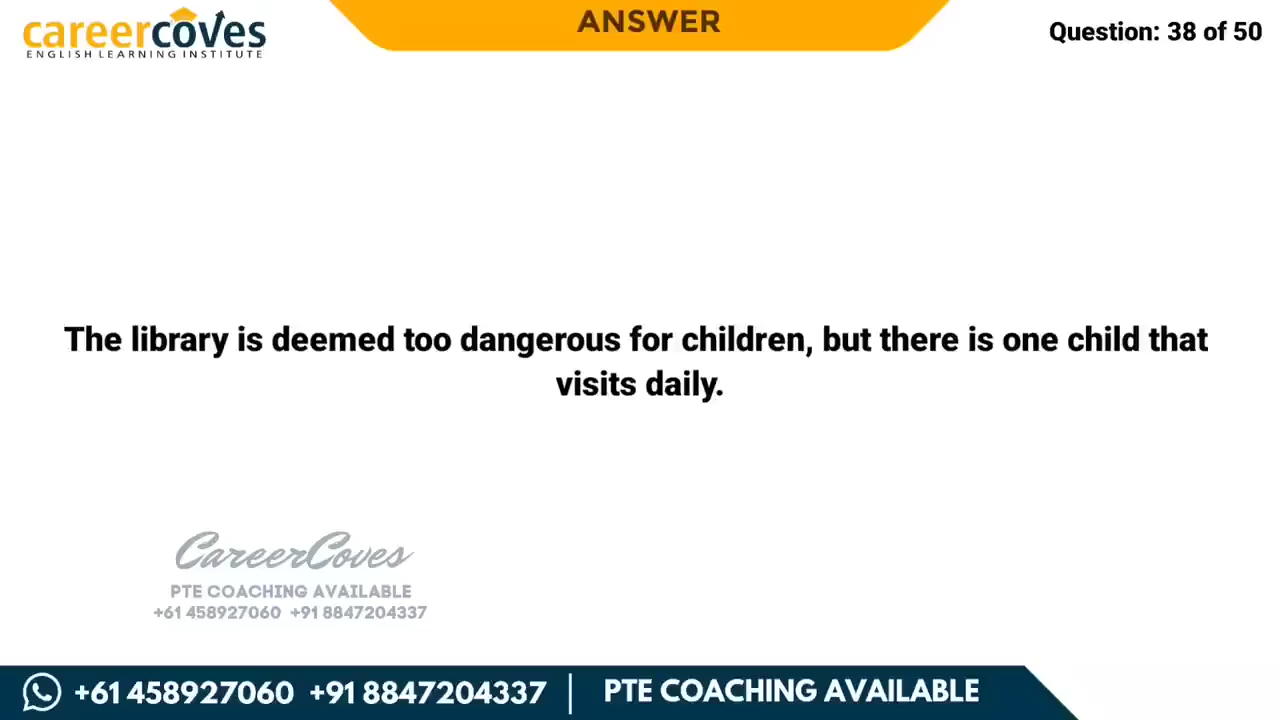 careercoves
ENGLISH LEARNING INSTITUTE
ANSWER
Question: 38 of 50
The library is deemed too dangerous for children, but there is one child that
visits daily.
CareerCoves
PTE COACHING AVAILABLE
+61 458927060 +91 8847204337
+61 458927060 +91 8847204337 | PTE COACHING AVAILABLE